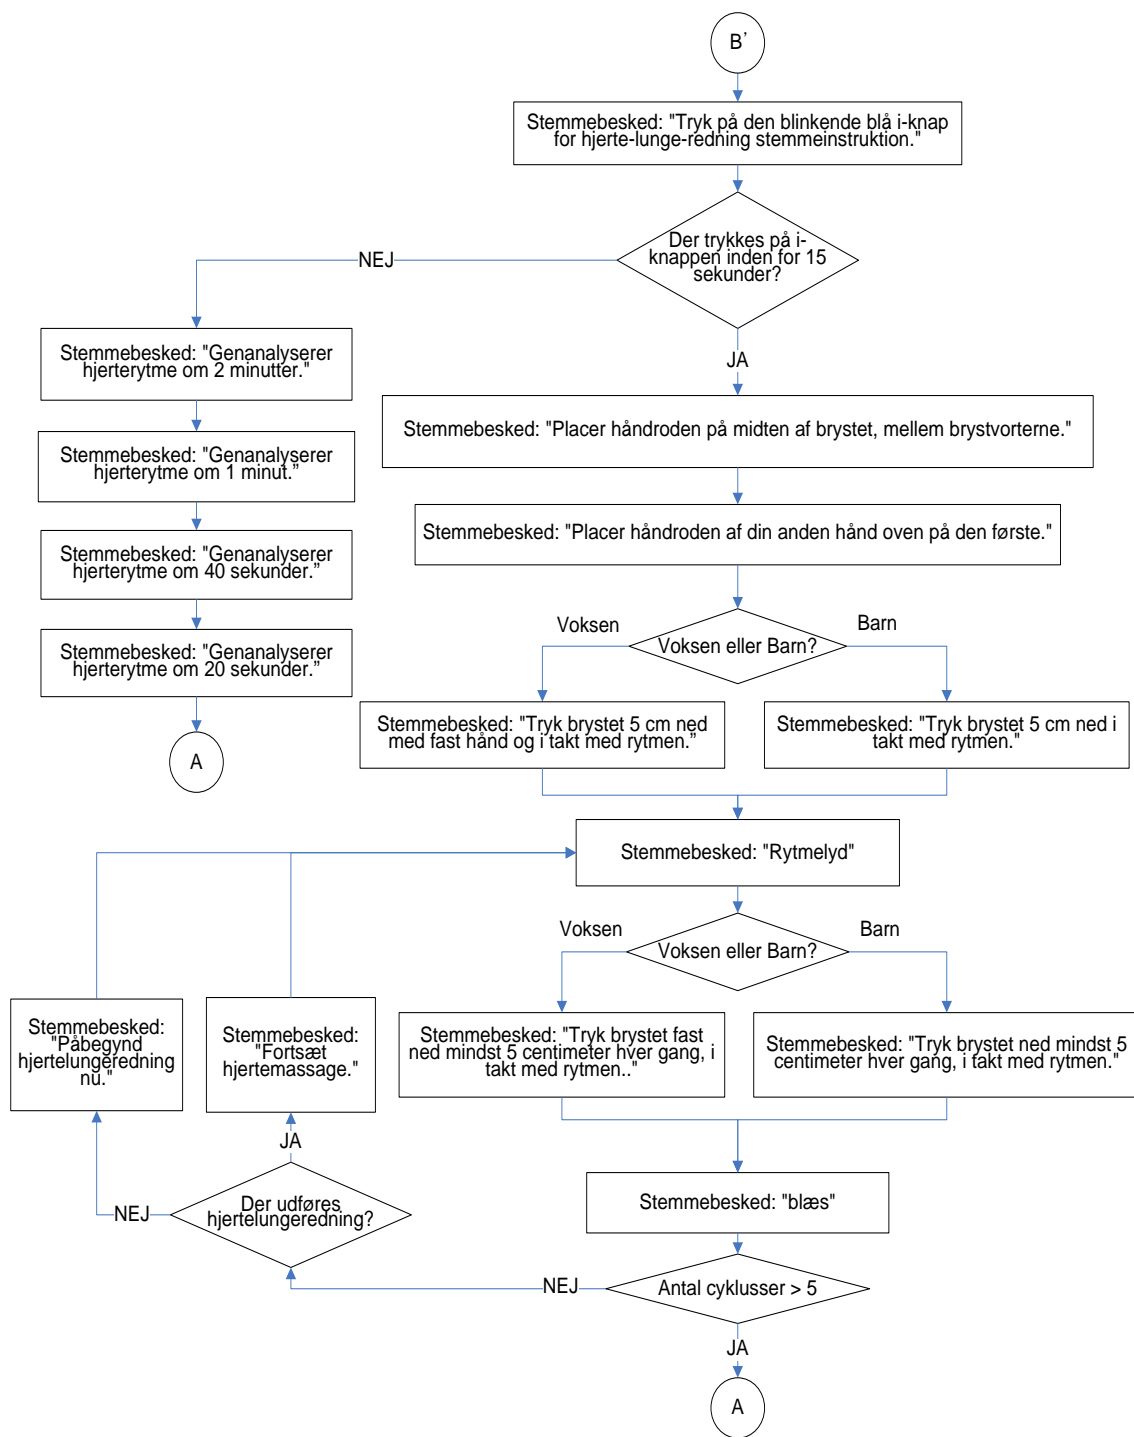 B'
Stemmebesked: "Tryk på den blinkende blå i-knap
for hjerte-lunge-redning stemmeinstruktion."
Der trykkes på i-
knappen inden for 15
sekunder?
NEJ
JA
Stemmebesked: "Genanalyserer
hjerterytme om 2 minutter."
Stemmebesked: "Genanalyserer
hjerterytme om 1 minut.”
Stemmebesked: "Genanalyserer
hjerterytme om 40 sekunder.”
Stemmebesked: "Genanalyserer
hjerterytme om 20 sekunder.”
A
Stemmebesked: "Placer håndroden på midten af brystet, mellem brystvorterne."
Stemmebesked: "Placer håndroden af din anden hånd oven på den første."
Voksen eller Barn?
Voksen
Barn
Stemmebesked: "Tryk brystet 5 cm ned
med fast hånd og i takt med rytmen.”
Stemmebesked: "Tryk brystet 5 cm ned i
takt med rytmen."
Stemmebesked: "Rytmelyd"
Voksen eller Barn?
Voksen
Barn
Stemmebesked: "Tryk brystet fast
ned mindst 5 centimeter hver gang, i
takt med rytmen.."
Stemmebesked: "Tryk brystet ned mindst 5
centimeter hver gang, i takt med rytmen."
Stemmebesked: "blæs"
Antal cyklusser > 5
NEJ
JA
A
Der udføres
hjertelungeredning?
NEJ
JA
Stemmebesked:
"Påbegynd
hjertelungeredning
nu."
Stemmebesked:
"Fortsæt
hjertemassage."